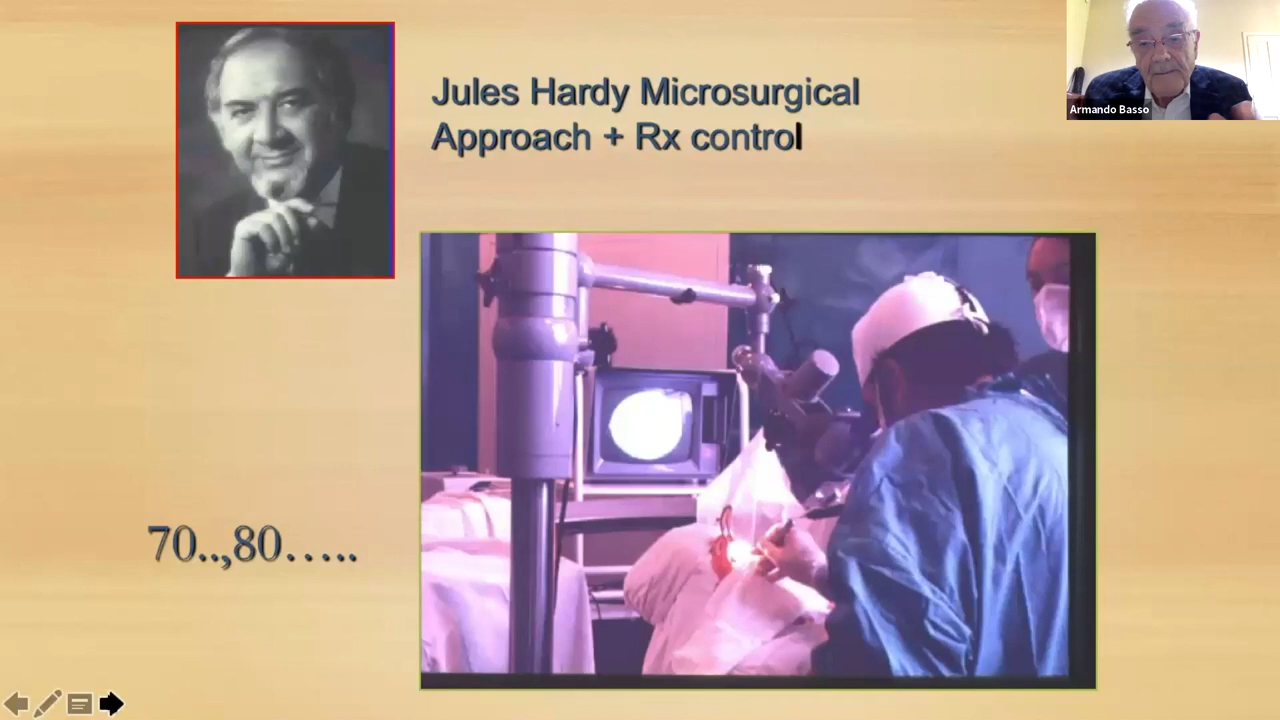 Jules Hardy Microsurgical
Approach + Rx control
Armando Basso
70..,80…..